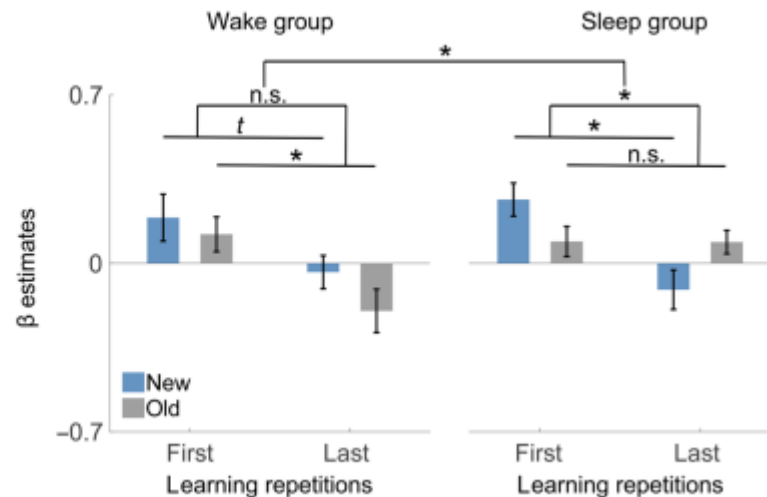 Wake group
Sleep group
*
0.7
n.s.
*
t
*
*
n.s.
0
β estimates
New
Old
−0.7
First
Last
First
Last
Learning repetitions
Learning repetitions